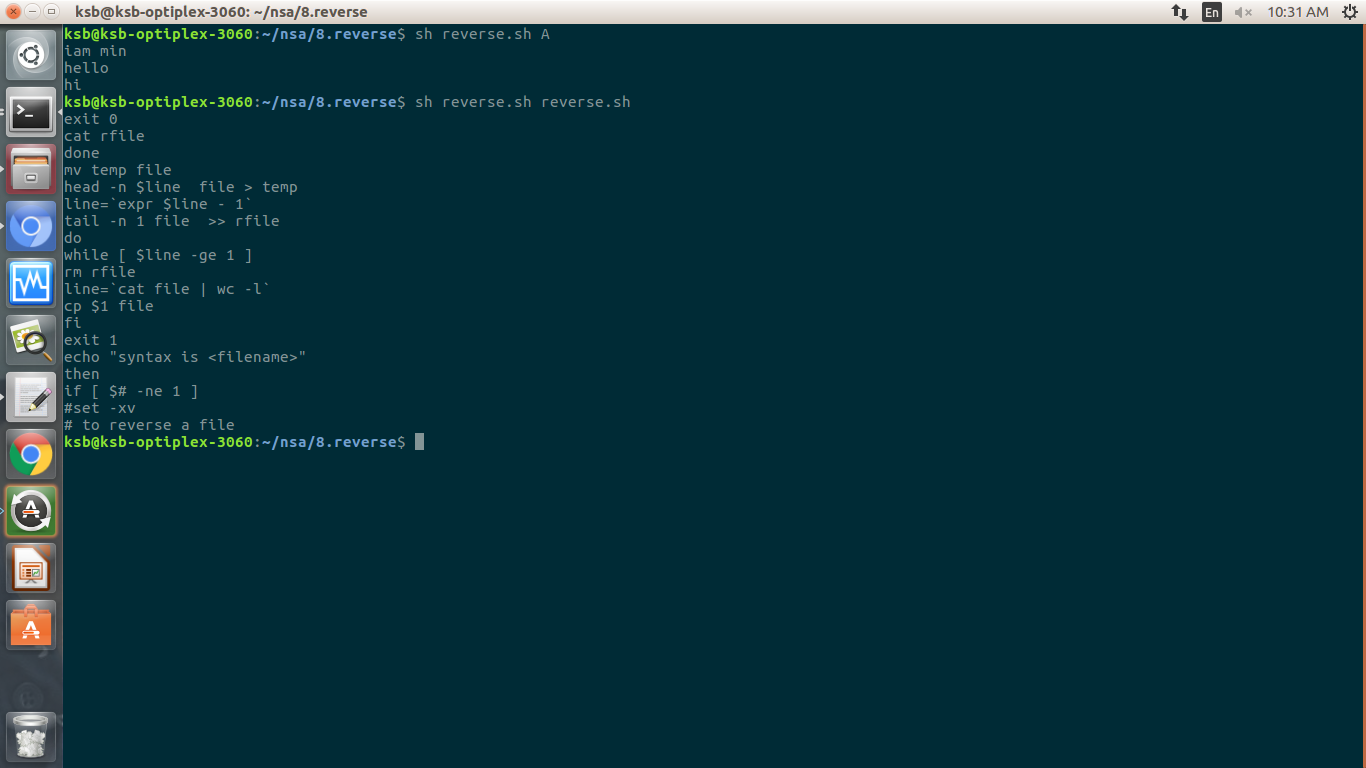 ksb@ksb-optiplex-3060: ~/nsa/8.reverse
En
10:31 AM
ksb@ksb-optiplex-3060:~/nsa/8.reverse$ sh reverse.sh A
iam min
hello
hi
ksb@ksb-optiplex-3060:~/nsa/8.reverse$ sh reverse.sh reverse.sh
exit 0
cat rfile
done
mv temp file
head -n $line  file > temp
line=`expr $line - 1`
tail -n 1 file  >> rfile
do
while [ $line -ge 1 ]
rm rfile
line=`cat file | wc -l`
cp $1 file
fi
exit 1
echo "syntax is <filename>"
then
if [ $# -ne 1 ]
#set -xv
# to reverse a file
ksb@ksb-optiplex-3060:~/nsa/8.reverse$